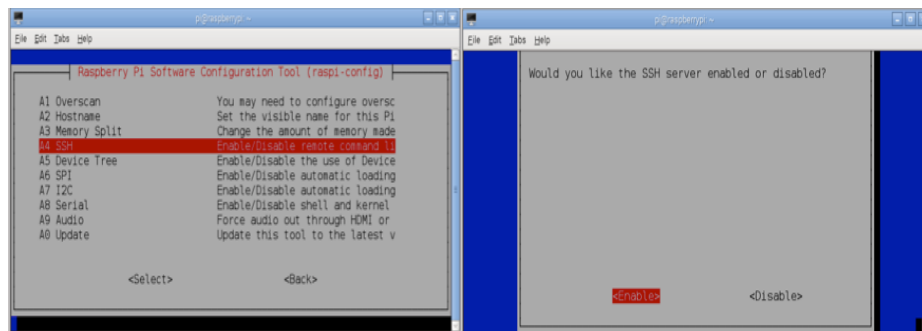 pi@raspberrypi: ~
File Edit Tabs Help
Raspberry Pi Software Configuration Tool (raspi-config)
A1 Overscan You may need to configure oversc
A2 Hostname Set the visible name for this Pi
A3 Memory Split Change the amount of memory made
A4 SSH Enable/Disable remote command li
A5 Device Tree Enable/Disable the use of Device
A6 SPI Enable/Disable automatic loading
A7 I2C Enable/Disable automatic loading
A8 Serial Enable/Disable shell and kernel
A9 Audio Force audio out through HDMI or
A0 Update Update this tool to the latest v
<Select> <Back>
pi@raspberrypi: ~
File Edit Tabs Help
Would you like the SSH server enabled or disabled?
<Enable> <Disable>